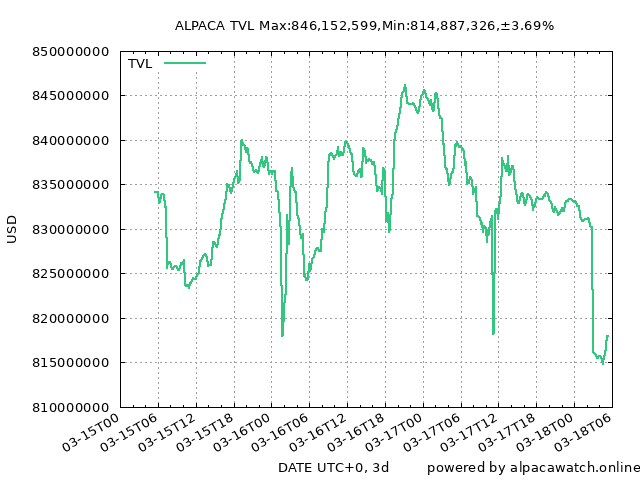 ALPACA TVL Max:846,152,599,Min:814,887,326,±3.69%
TVL
850000000
845000000
840000000
835000000
830000000
825000000
820000000
815000000
810000000
USD
03-15T00
03-15T06
03-15T12
03-15T18
03-16T00
03-16T06
03-16T12
03-16T18
03-17T00
03-17T06
03-17T12
03-17T18
03-18T00
03-18T06
DATE UTC+0, 3d
powered by alpacawatch.online